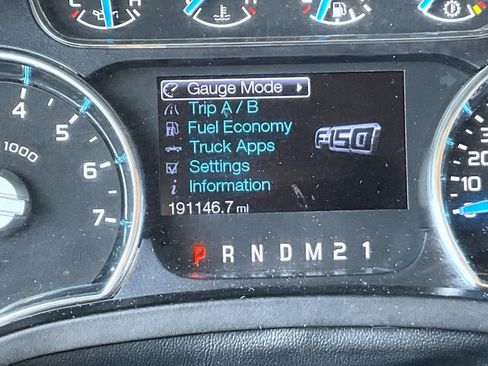 L H C H E F
Gauge Mode
Trip A / B
Fuel Economy
Truck Apps
Settings
Information
F-150
191146.7 mi
4
5
6
7
1000
20
10
P R N D M 2 1